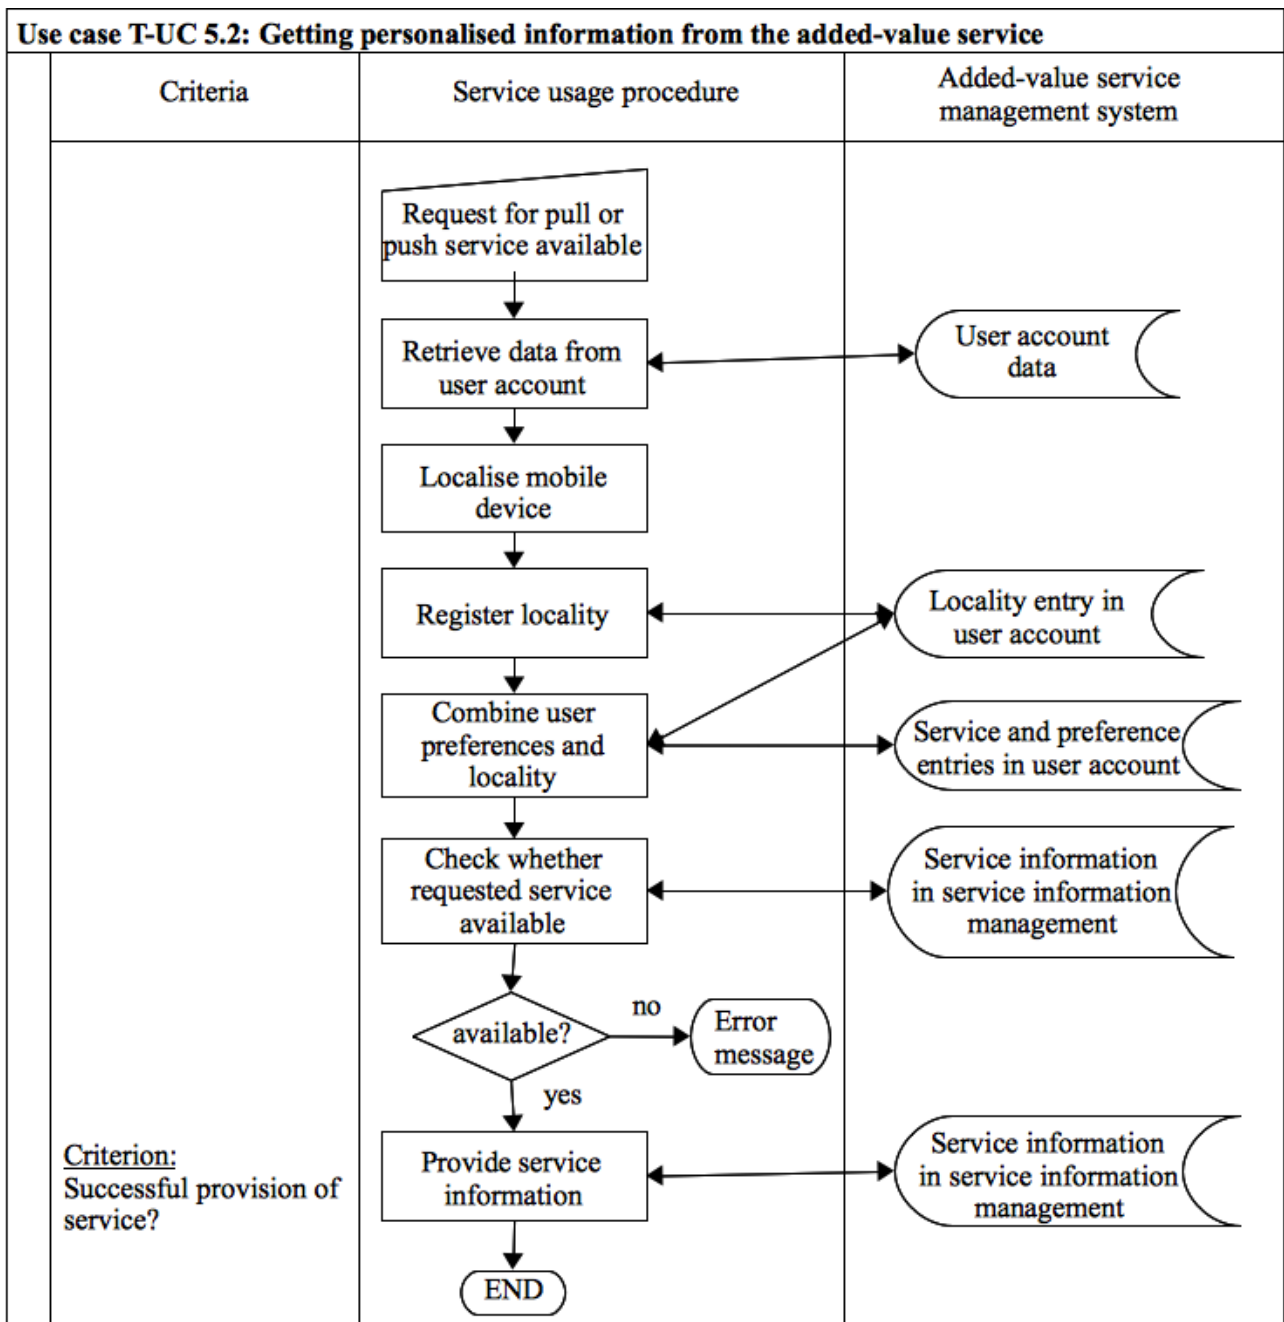 Use case T-UC 5.2: Getting personalised information from the added-value service
Criteria
Service usage procedure
Added-value service
management system
Request for pull or
push service available
Retrieve data from
user account
User account
data
Localise mobile
device
Register locality
Locality entry in
user account
Combine user
preferences and
locality
Service and preference
entries in user account
Check whether
requested service
available
Service information
in service information
management
available?
no
Error
message
yes
Criterion:
Successful provision of
service?
Provide service
information
Service information
in service information
management
END